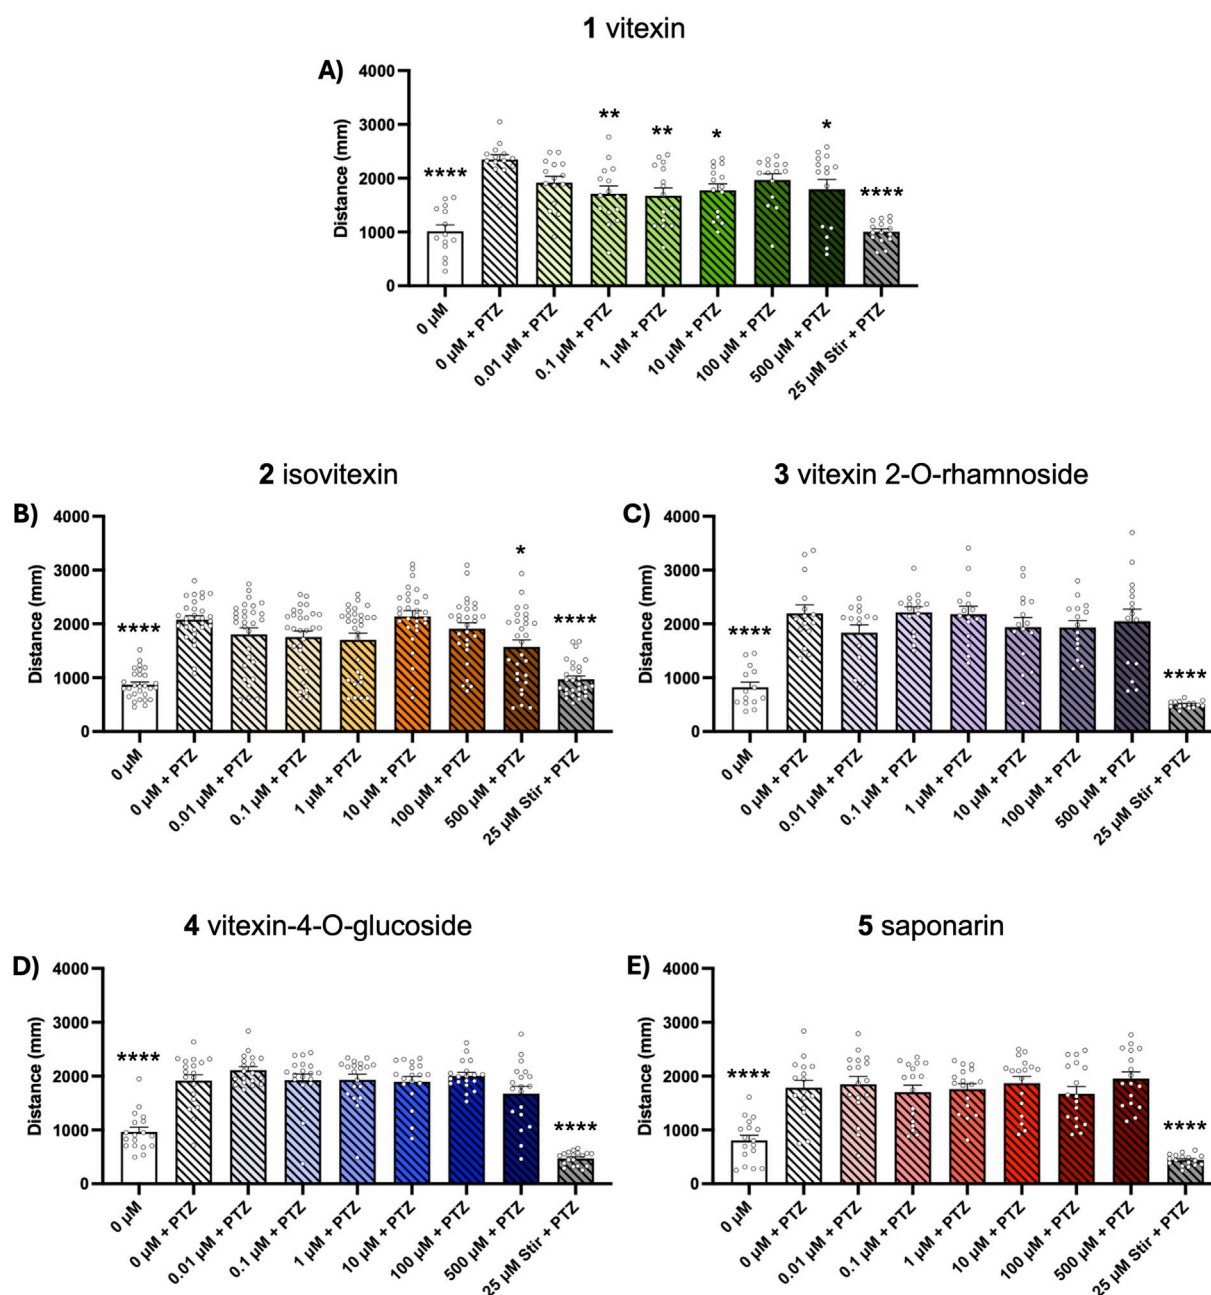 1 vitexin
A)
Distance (mm)
4000
3000
2000
1000
0
****
**
**
*
*
****
0 µM
0 µM + PTZ
0.01 µM + PTZ
0.1 µM + PTZ
1 µM + PTZ
10 µM + PTZ
100 µM + PTZ
500 µM + PTZ
25 µM Stir + PTZ
2 isovitexin
B)
Distance (mm)
4000
3000
2000
1000
0
****
*
****
0 µM
0 µM + PTZ
0.01 µM + PTZ
0.1 µM + PTZ
1 µM + PTZ
10 µM + PTZ
100 µM + PTZ
500 µM + PTZ
25 µM Stir + PTZ
3 vitexin 2-O-rhamnoside
C)
Distance (mm)
4000
3000
2000
1000
0
****
****
0 µM
0 µM + PTZ
0.01 µM + PTZ
0.1 µM + PTZ
1 µM + PTZ
10 µM + PTZ
100 µM + PTZ
500 µM + PTZ
25 µM Stir + PTZ
4 vitexin-4-O-glucoside
D)
Distance (mm)
4000
3000
2000
1000
0
****
****
0 µM
0 µM + PTZ
0.01 µM + PTZ
0.1 µM + PTZ
1 µM + PTZ
10 µM + PTZ
100 µM + PTZ
500 µM + PTZ
25 µM Stir + PTZ
5 saponarin
E)
Distance (mm)
4000
3000
2000
1000
0
****
****
0 µM
0 µM + PTZ
0.01 µM + PTZ
0.1 µM + PTZ
1 µM + PTZ
10 µM + PTZ
100 µM + PTZ
500 µM + PTZ
25 µM Stir + PTZ